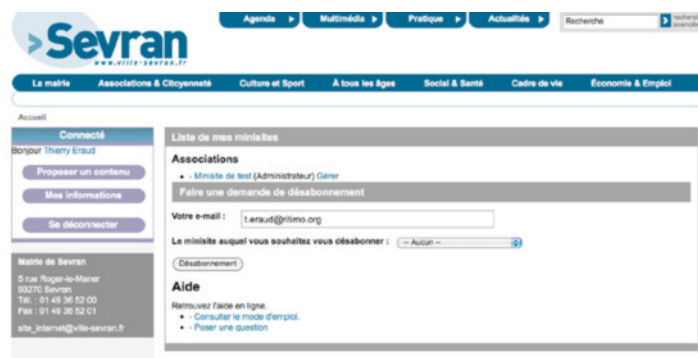 Agenda
Multimédia
Pratique
Actualités
Recherche
>Sevran
www.ville-sevran.fr
La mairie Associations & Citoyenneté Culture et Sport À tous les âges Social & Santé Cadre de vie Économie & Emploi
Accueil
Connecté
Bonjour Thierry Eraud
Proposer un contenu
Mes informations
Se déconnecter
Mairie de Sevran
5 rue Roger-le-Maner
93270 Sevran
Tél. : 01 49 36 52 00
Fax : 01 49 36 52 01
site_internet@ville-sevran.fr
Liste de mes minisites
Associations
- Minisite de test (Administrateur) Gérer
Faire une demande de désabonnement
Votre e-mail :
t.eraud@ritimo.org
Le minisite auquel vous souhaitez vous désabonner : -- Aucun --
Désabonnement
Aide
Retrouvez l'aide en ligne.
- Consulter le mode d'emploi.
- Poser une question